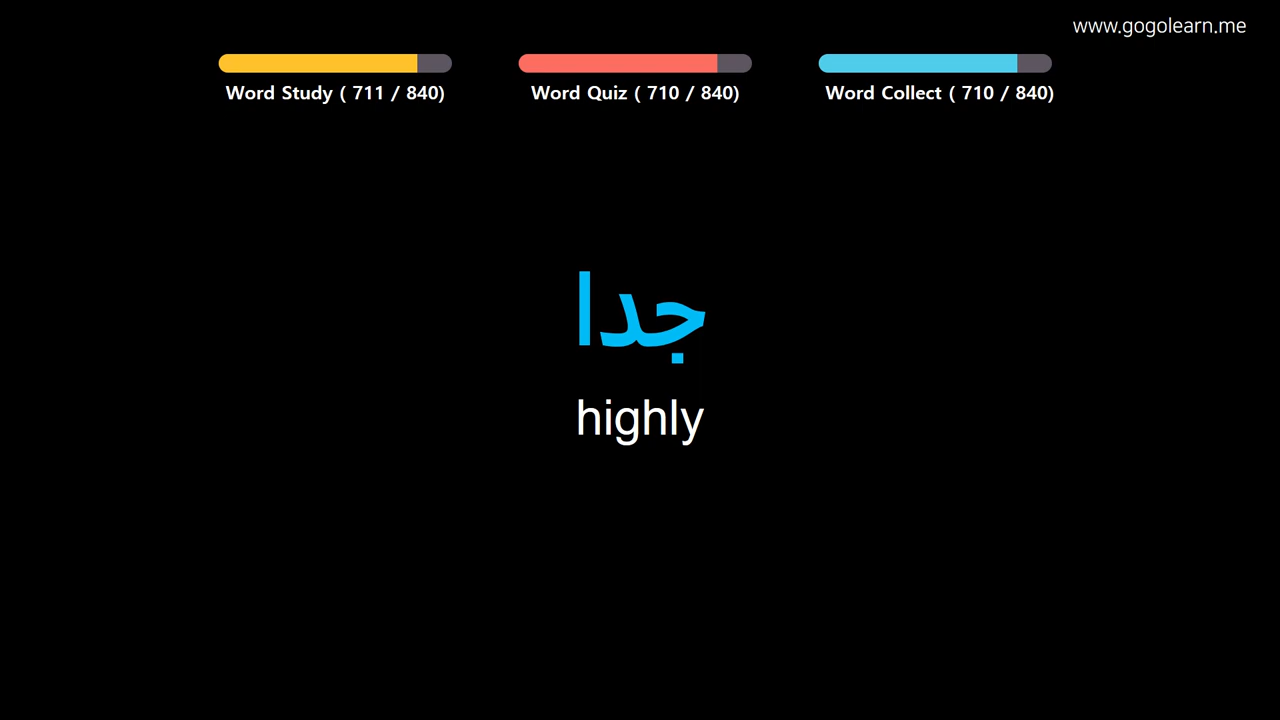 www.gogolearn.me
Word Study ( 711 / 840)
Word Quiz ( 710 / 840)
Word Collect ( 710 / 840)
جدا
highly